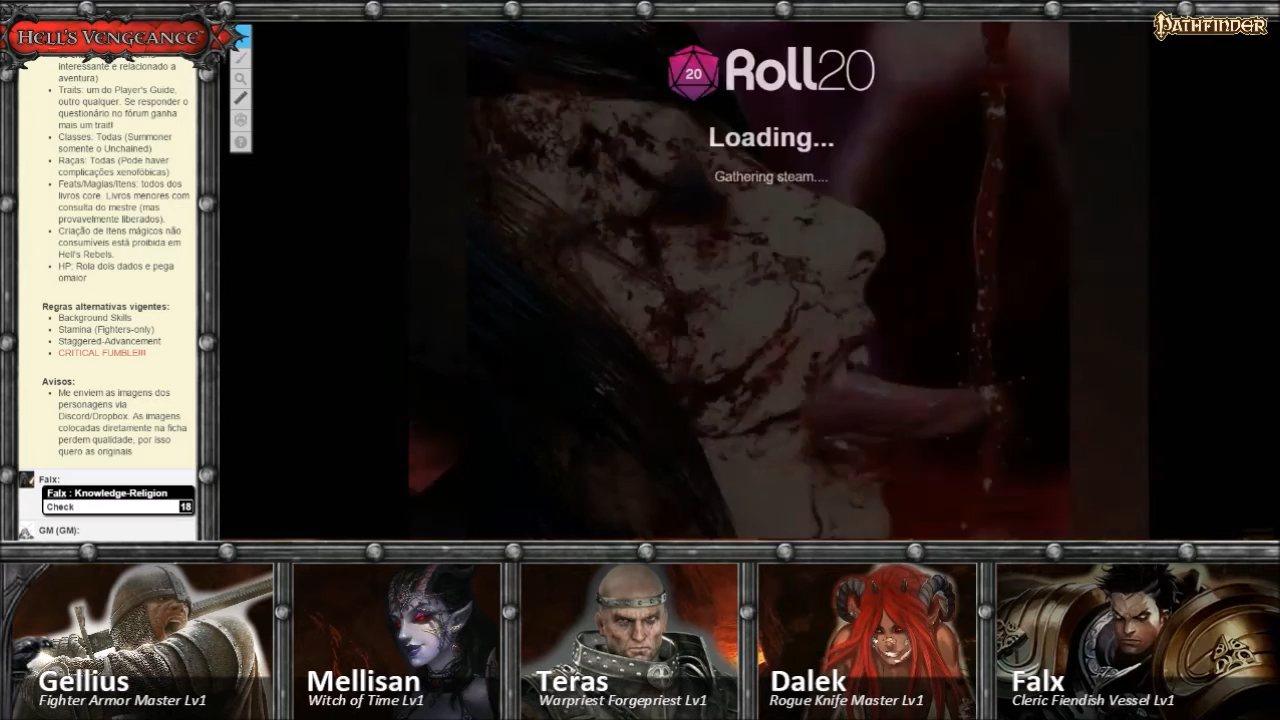 HELL'S VENGEANCE
PATHFINDER
interessante e relacionado a
aventura)
Traits: um do Player's Guide,
outro qualquer. Se responder o
questionário no fórum ganha
mais um trait!
Classes: Todas (Summoner
somente o Unchained)
Raças: Todas (Pode haver
complicações xenofóbicas)
Feats/Magias/Itens: todos dos
livros core. Livros menores com
consulta do mestre (mas
provavelmente liberados).
Criação de Itens mágicos não
consumíveis está proibida em
Hell's Rebels.
HP: Rola dois dados e pega
omaior
Regras alternativas vigentes:
Background Skills
Stamina (Fighters-only)
Staggered-Advancement
CRITICAL FUMBLE!!!
Avisos:
Me enviem as imagens dos
personagens via
Discord/Dropbox. As imagens
colocadas diretamente na ficha
perdem qualidade, por isso
quero as originais
Falx:
Falx : Knowledge-Religion
Check 18
GM (GM):
20 Roll20
Loading...
Gathering steam....
Gellius
Fighter Armor Master Lv1
Mellisan
Witch of Time Lv1
Teras
Warpriest Forgepriest Lv1
Dalek
Rogue Knife Master Lv1
Falx
Cleric Fiendish Vessel Lv1